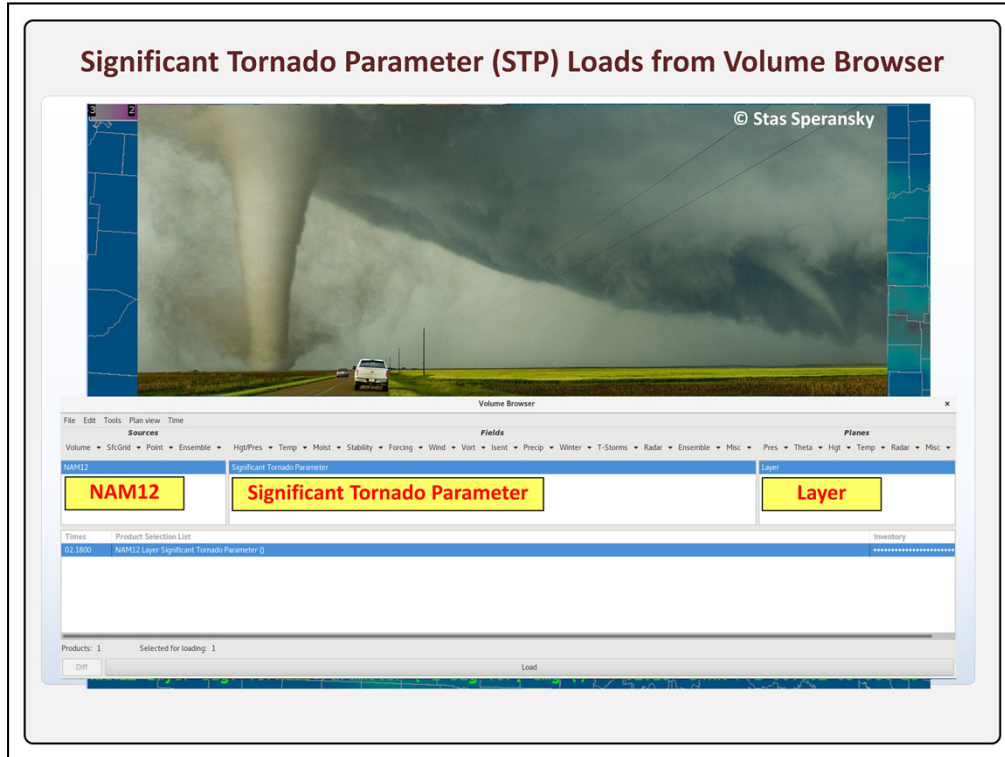 Significant Tornado Parameter (STP) Loads from Volume Browser
3 2
© Stas Speransky
Volume Browser ×
File Edit Tools Plan view Time
Sources Fields Planes
Volume SfcGrid Point Ensemble Hgt/Pres Temp Moist Stability Forcing Wind Vort Isent Precip Winter T-Storms Radar Ensemble Misc Pres Theta Hgt Temp Radar Misc
NAM12 Significant Tornado Parameter Layer
NAM12 Significant Tornado Parameter Layer
Times Product Selection List Inventory
02.1800 NAM12 Layer Significant Tornado Parameter ()
Products: 1 Selected for loading: 1
Diff Load